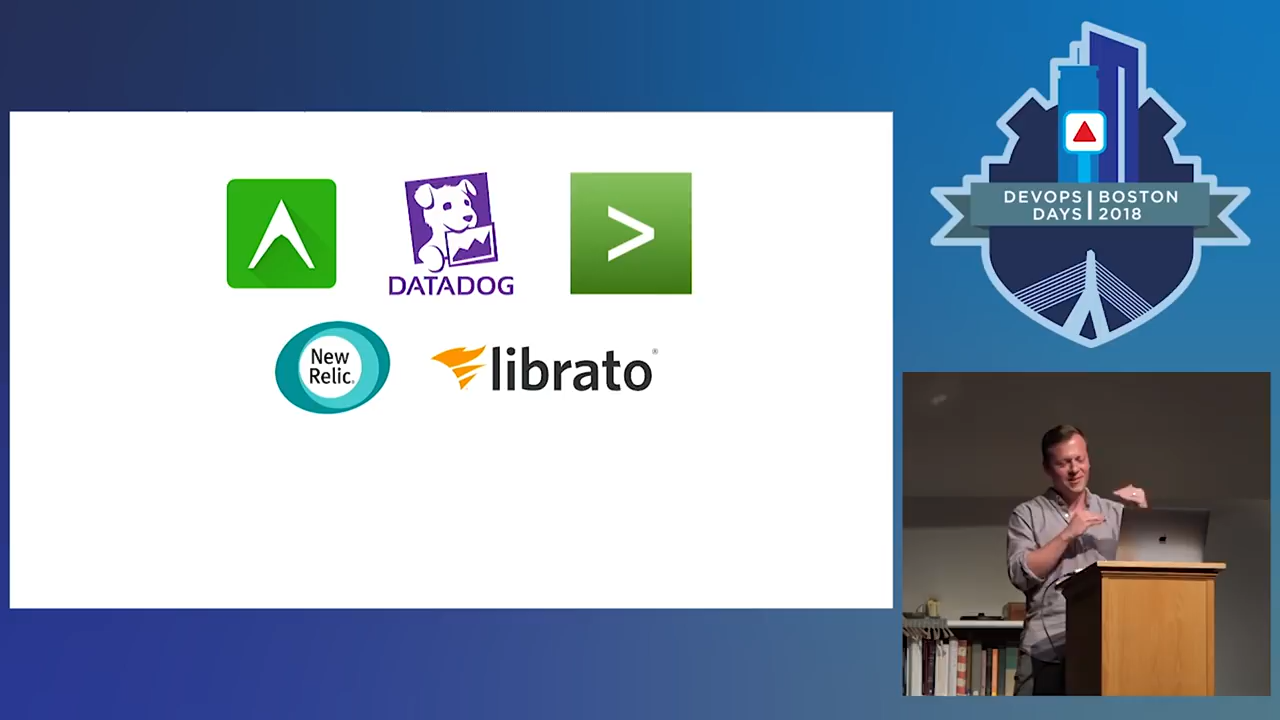 DATADOG
>
New
Relic.
librato®
DEVOPS | BOSTON
DAYS | 2018